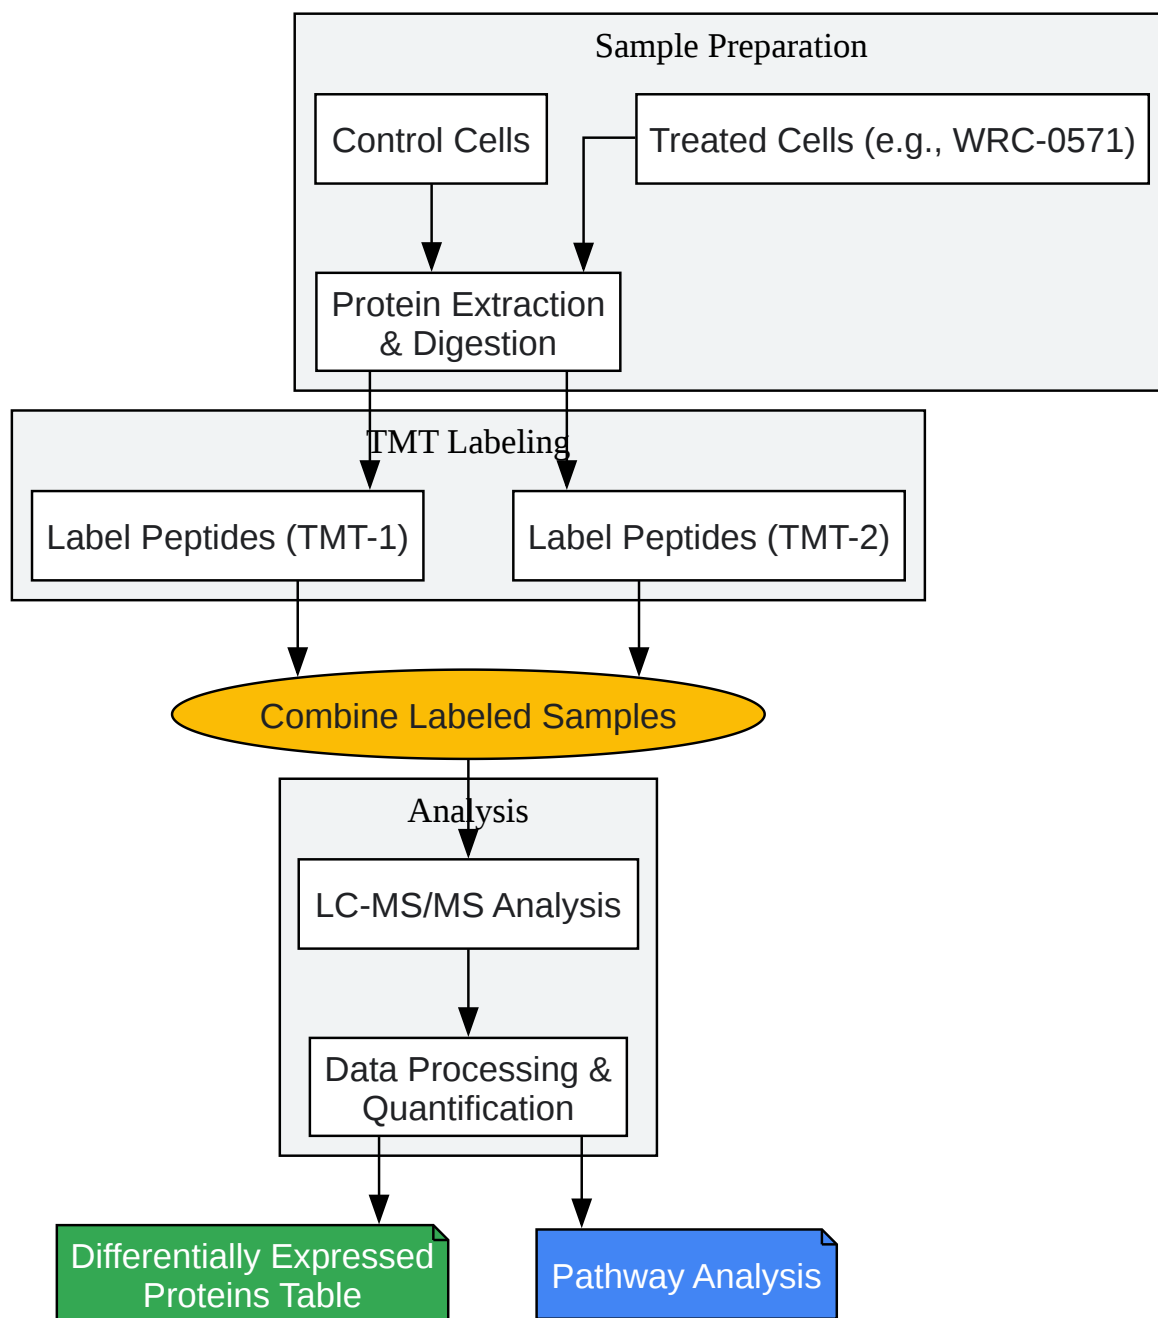 Sample Preparation
Control Cells
Treated Cells (e.g., WRC-0571)
Protein Extraction
& Digestion
TMT Labeling
Label Peptides (TMT-1)
Label Peptides (TMT-2)
Combine Labeled Samples
Analysis
LC-MS/MS Analysis
Data Processing &
Quantification
Differentially Expressed
Proteins Table
Pathway Analysis